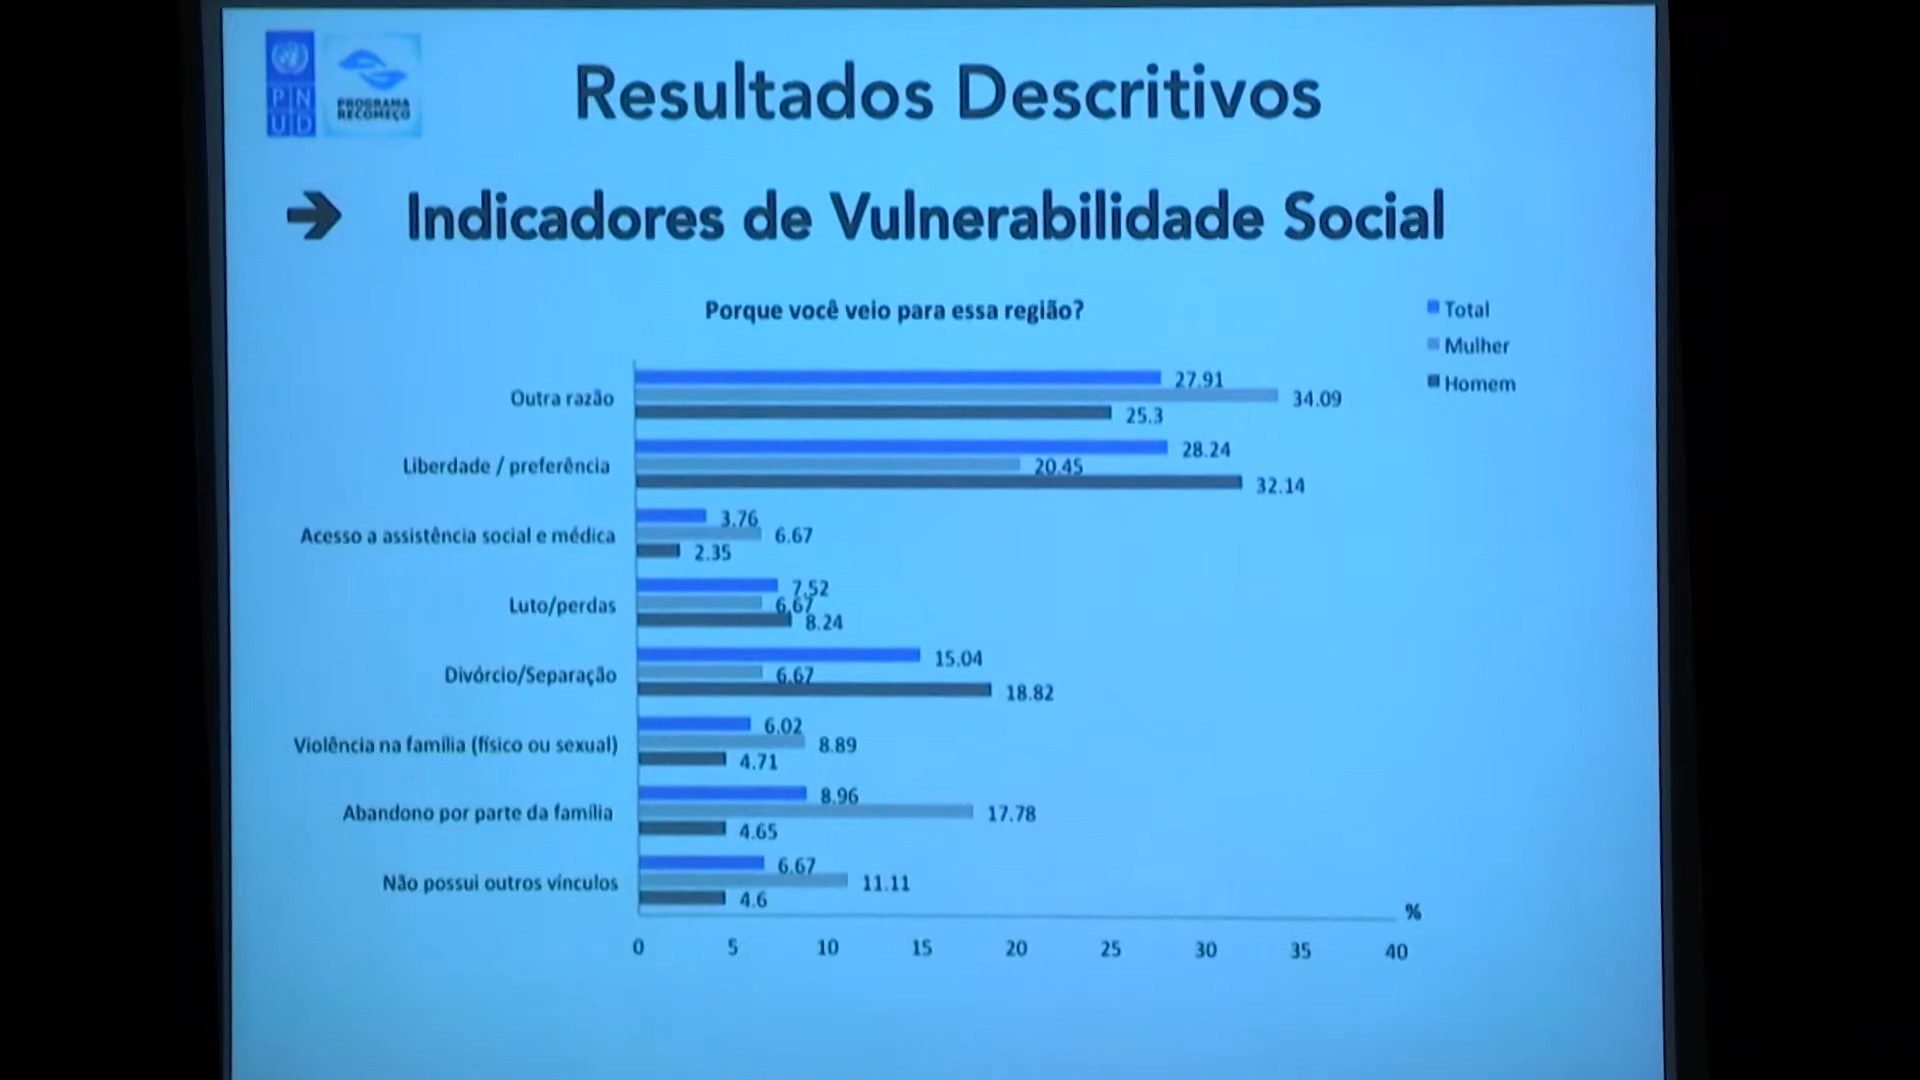 PN
UD
PROGRAMA
RECOMEÇO
Resultados Descritivos
Indicadores de Vulnerabilidade Social
Porque você veio para essa região?
Total
Mulher
Homem
Outra razão
27.91
34.09
25.3
Liberdade / preferência
28.24
20.45
32.14
Acesso a assistência social e médica
3.76
6.67
2.35
Luto/perdas
7.52
6.67
8.24
Divórcio/Separação
15.04
6.67
18.82
Violência na família (físico ou sexual)
6.02
8.89
4.71
Abandono por parte da família
8.96
17.78
4.65
Não possui outros vínculos
6.67
11.11
4.6
%
0 5 10 15 20 25 30 35 40